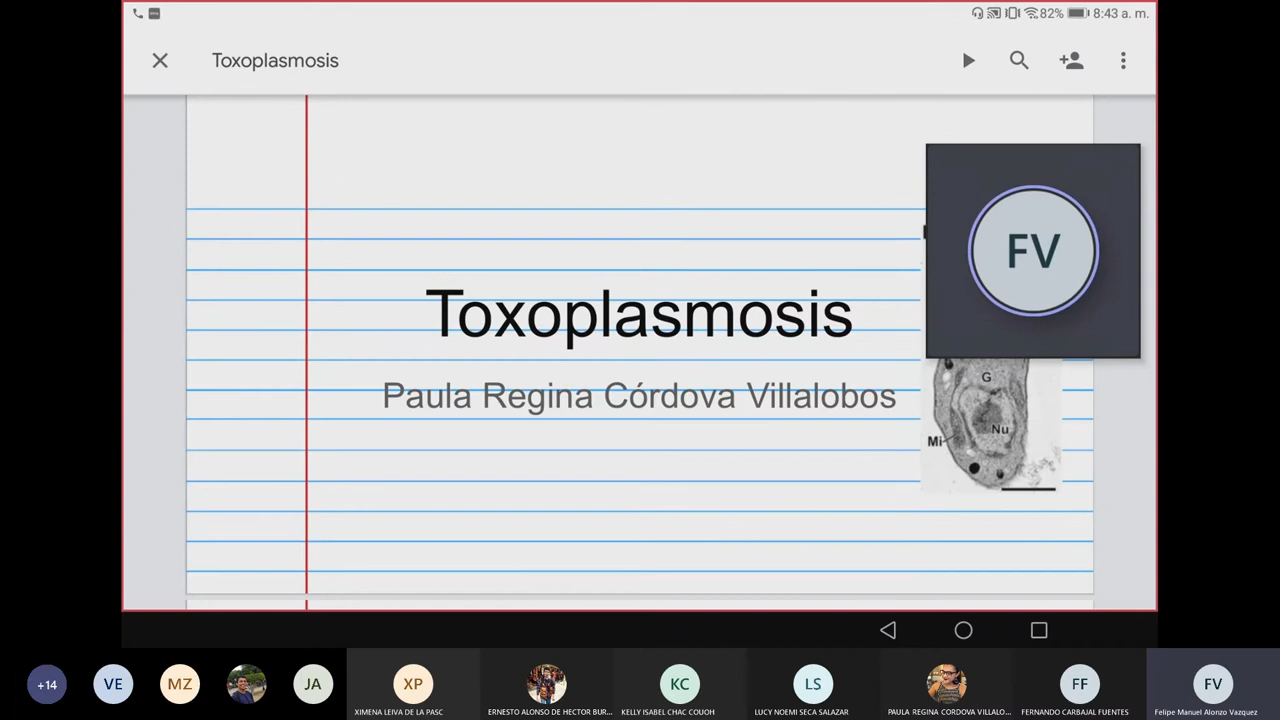 82% 8:43 a. m.
Toxoplasmosis
FV
Toxoplasmosis
Paula Regina Córdova Villalobos
G
Nu
Mi
+14
VE
MZ
JA
XP
KC
LS
FF
FV
XIMENA LEIVA DE LA PASC
ERNESTO ALONSO DE HECTOR BUR...
KELLY ISABEL CHAC COUOH
LUCY NOEMI SECA SALAZAR
PAULA REGINA CORDOVA VILLALO...
FERNANDO CARBAJAL FUENTES
Felipe Manuel Alonzo Vazquez